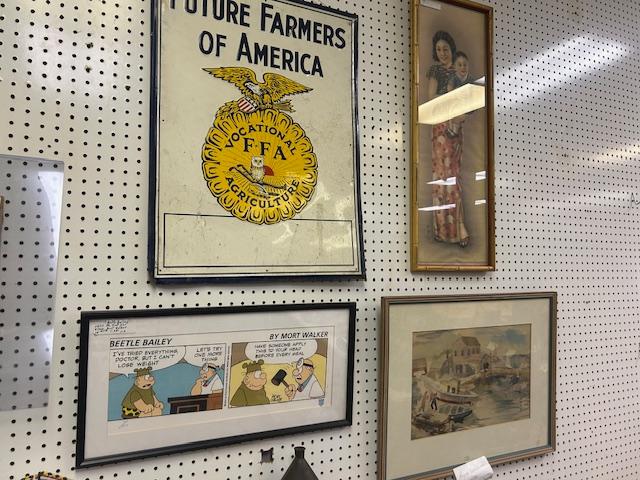 FUTURE FARMERS
OF AMERICA
VOCATIONAL
FFA
AGRICULTURE
BEETLE BAILEY
BY MORT WALKER
I'VE TRIED EVERYTHING,
DOCTOR, BUT I CAN'T
LOSE WEIGHT
LET'S TRY
ONE MORE
THING
HAVE SOMEONE APPLY
THIS TO YOUR HEAD
BEFORE EVERY MEAL